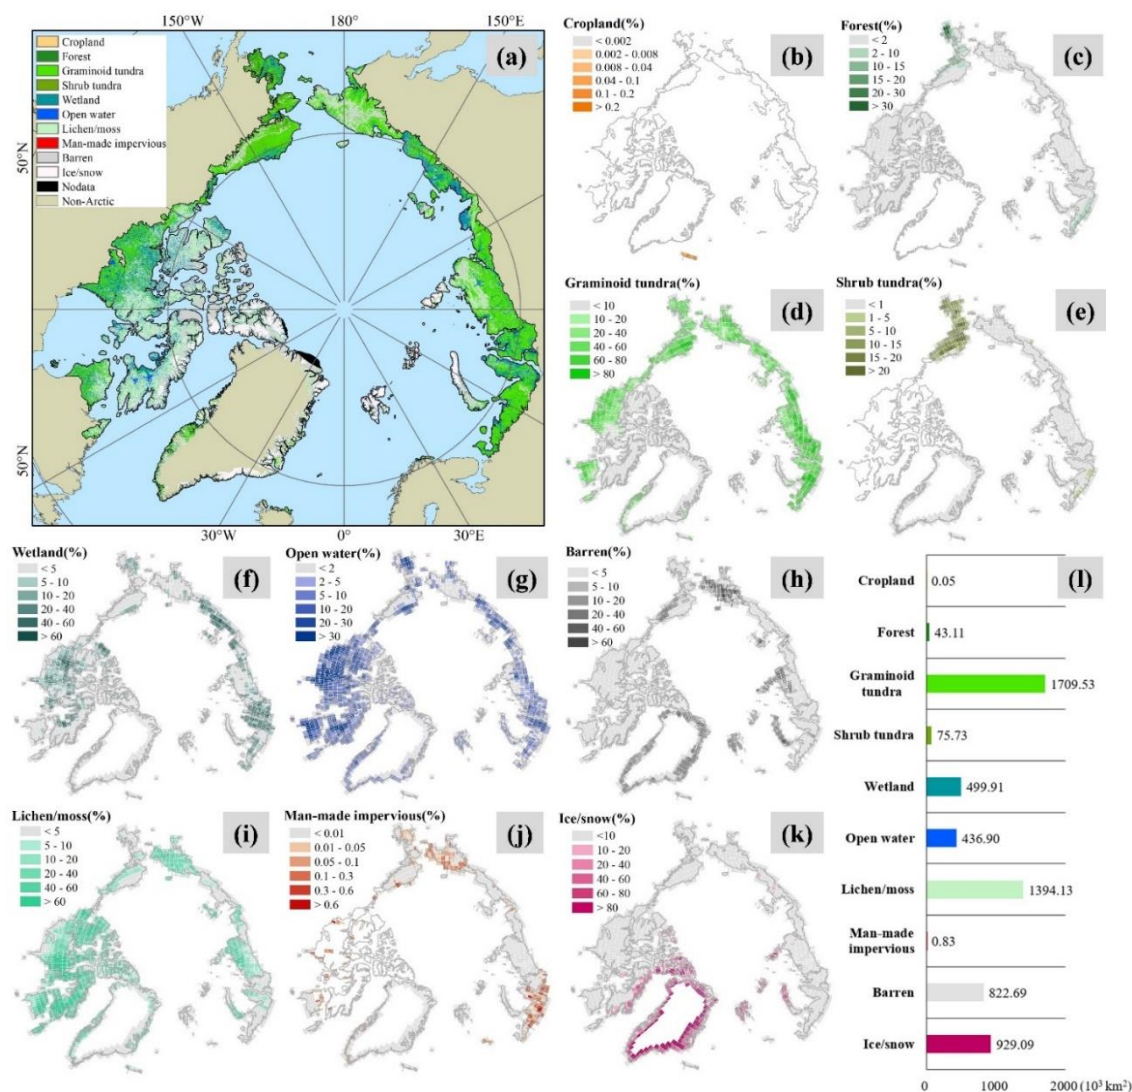 150°W
180°
150°E
Cropland
Forest
Graminoid tundra
Shrub tundra
Wetland
Open water
Lichen/moss
Man-made impervious
Barren
Ice/snow
Nodata
Non-Arctic
(a)
50°N
50°N
30°W
0°
30°E
Cropland(%)
< 0.002
0.002 - 0.008
0.008 - 0.04
0.04 - 0.1
0.1 - 0.2
> 0.2
(b)
Forest(%)
< 2
2 - 10
10 - 15
15 - 20
20 - 30
> 30
(c)
Graminoid tundra(%)
< 10
10 - 20
20 - 40
40 - 60
60 - 80
> 80
(d)
Shrub tundra(%)
< 1
1 - 5
5 - 10
10 - 15
15 - 20
> 20
(e)
Wetland(%)
< 5
5 - 10
10 - 20
20 - 40
40 - 60
> 60
(f)
Open water(%)
< 2
2 - 5
5 - 10
10 - 20
20 - 30
> 30
(g)
Barren(%)
< 5
5 - 10
10 - 20
20 - 40
40 - 60
> 60
(h)
Lichen/moss(%)
< 5
5 - 10
10 - 20
20 - 40
40 - 60
> 60
(i)
Man-made impervious(%)
< 0.01
0.01 - 0.05
0.05 - 0.1
0.1 - 0.3
0.3 - 0.6
> 0.6
(j)
Ice/snow(%)
<10
10 - 20
20 - 40
40 - 60
60 - 80
> 80
(k)
(l)
Cropland 0.05
Forest 43.11
Graminoid
tundra 1709.53
Shrub tundra 75.73
Wetland 499.91
Open water 436.90
Lichen/moss 1394.13
Man-made
impervious 0.83
Barren 822.69
Ice/snow 929.09
0 1000 2000 (10³ km²)